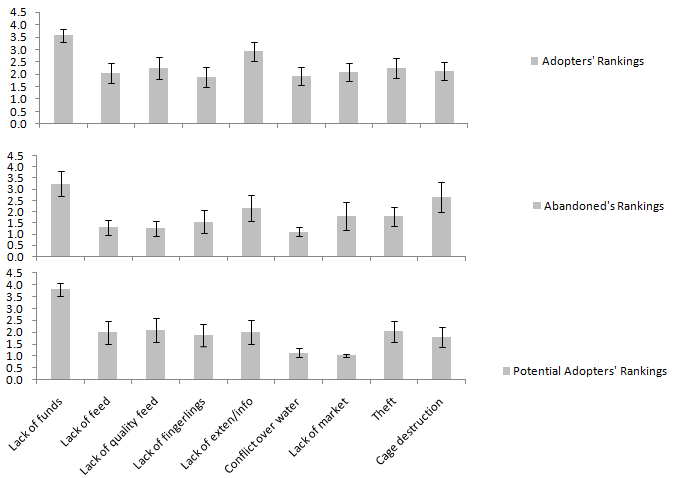 4.5
4.0
3.5
3.0
2.5
2.0
1.5
1.0
0.5
0.0
Adopters' Rankings
4.5
4.0
3.5
3.0
2.5
2.0
1.5
1.0
0.5
0.0
Abandoned's Rankings
4.5
4.0
3.5
3.0
2.5
2.0
1.5
1.0
0.5
0.0
Potential Adopters' Rankings
Lack of funds
Lack of feed
Lack of quality feed
Lack of fingerlings
Lack of exten/info
Conflict over water
Lack of market
Theft
Cage destruction